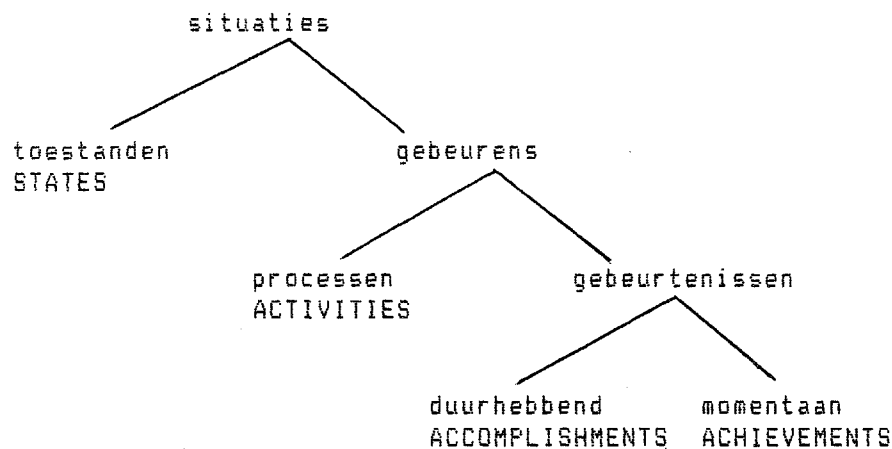 situaties
toestanden
STATES
gebeurens
processen
ACTIVITIES
gebeurtenissen
duurhebbend
ACCOMPLISHMENTS
momentaan
ACHIEVEMENTS